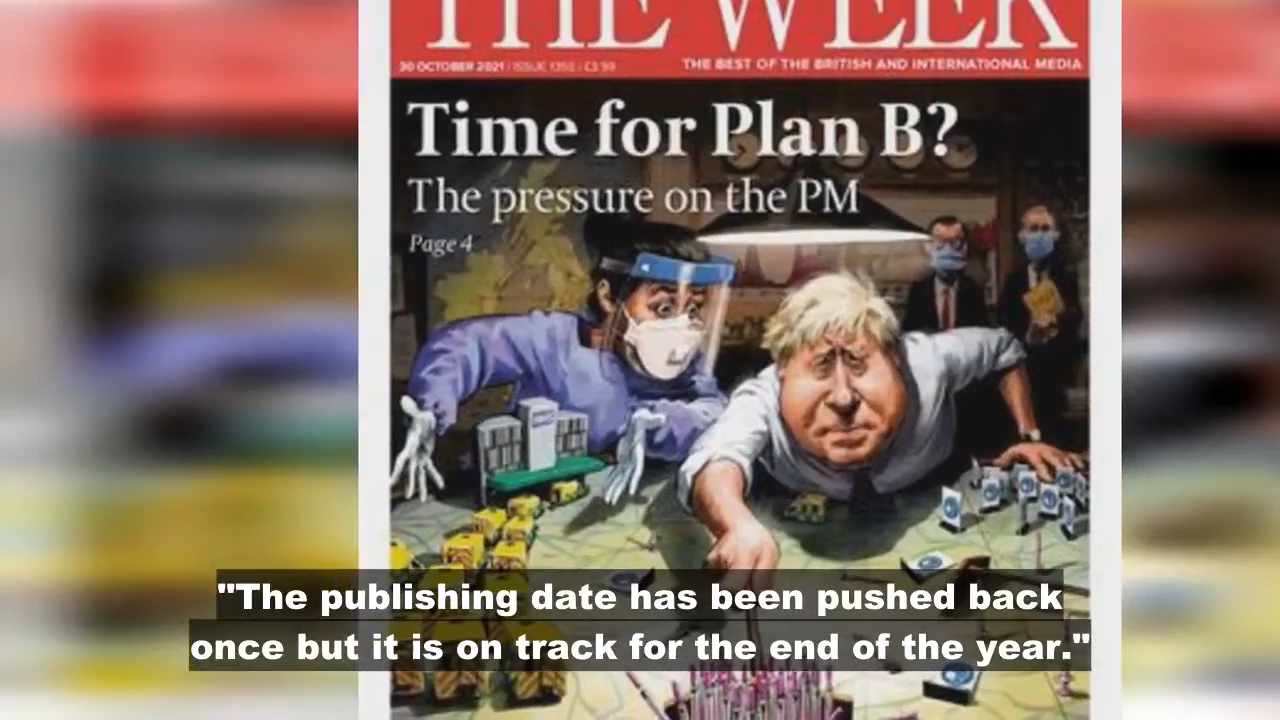 THE WEEK
30 OCTOBER 2021 | ISSUE 1355 | £3.99
THE BEST OF THE BRITISH AND INTERNATIONAL MEDIA
Time for Plan B?
The pressure on the PM
Page 4
"The publishing date has been pushed back
once but it is on track for the end of the year."